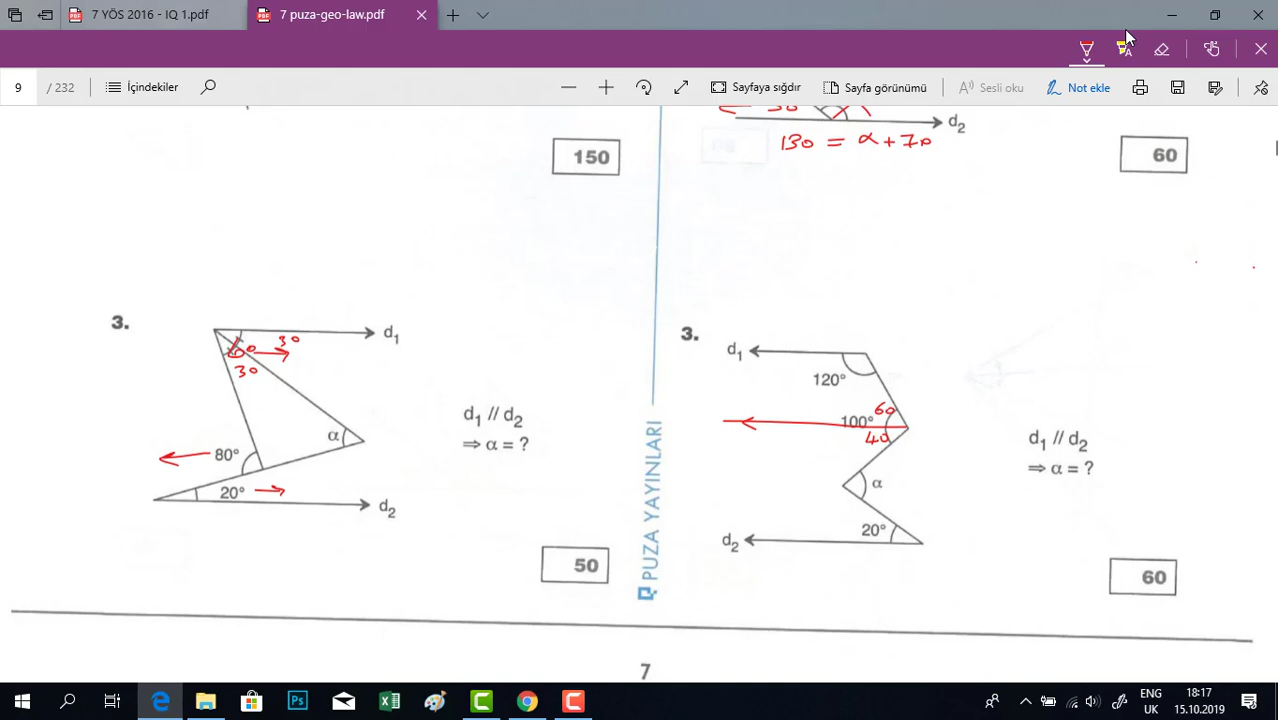 7 YÖS 2016 - IQ 1.pdf
7 puza-geo-law.pdf
9 / 232
İçindekiler
Sayfaya sığdır
Sayfa görünümü
Sesli oku
Not ekle
30
d2
130 = α + 70
150
60
3.
d1
30
30
α
80°
20°
d2
d1 // d2
⇒ α = ?
50
PUZA YAYINLARI
3.
d1
120°
60
100°
40
α
20°
d2
d1 // d2
⇒ α = ?
60
7
ENG
UK
18:17
15.10.2019